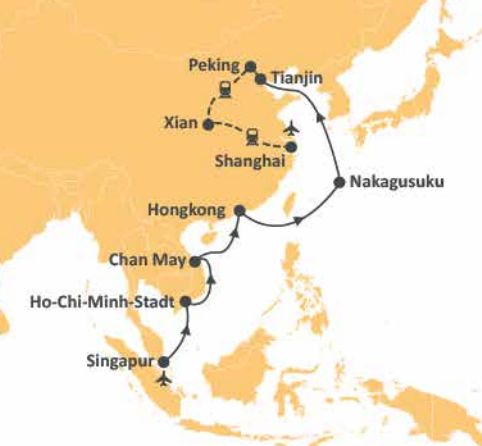 Peking
Tianjin
Xian
Shanghai
Nakagusuku
Hongkong
Chan May
Ho-Chi-Minh-Stadt
Singapur